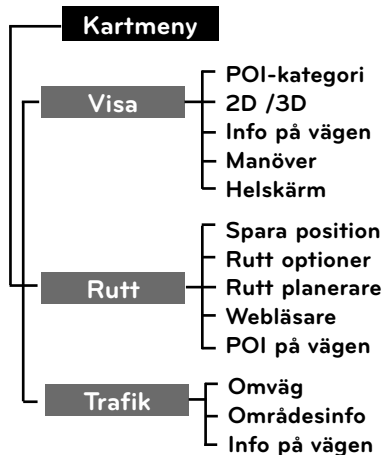 Kartmeny
Visa
POI-kategori
2D /3D
Info på vägen
Manöver
Helskärm
Rutt
Spara position
Rutt optioner
Rutt planerare
Webläsare
POI på vägen
Trafik
Omväg
Områdesinfo
Info på vägen